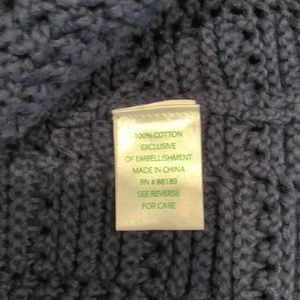 100% COTTON
EXCLUSIVE
OF EMBELLISHMENT
MADE IN CHINA
RN # 88189
SEE REVERSE
FOR CARE